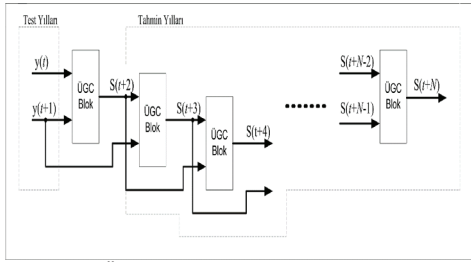 Test Yılları
Tahmin Yılları
y(t)
y(t+1)
ÜGC
Blok
S(t+2)
ÜGC
Blok
S(t+3)
ÜGC
Blok
S(t+4)
S(t+N-2)
S(t+N-1)
ÜGC
Blok
S(t+N)